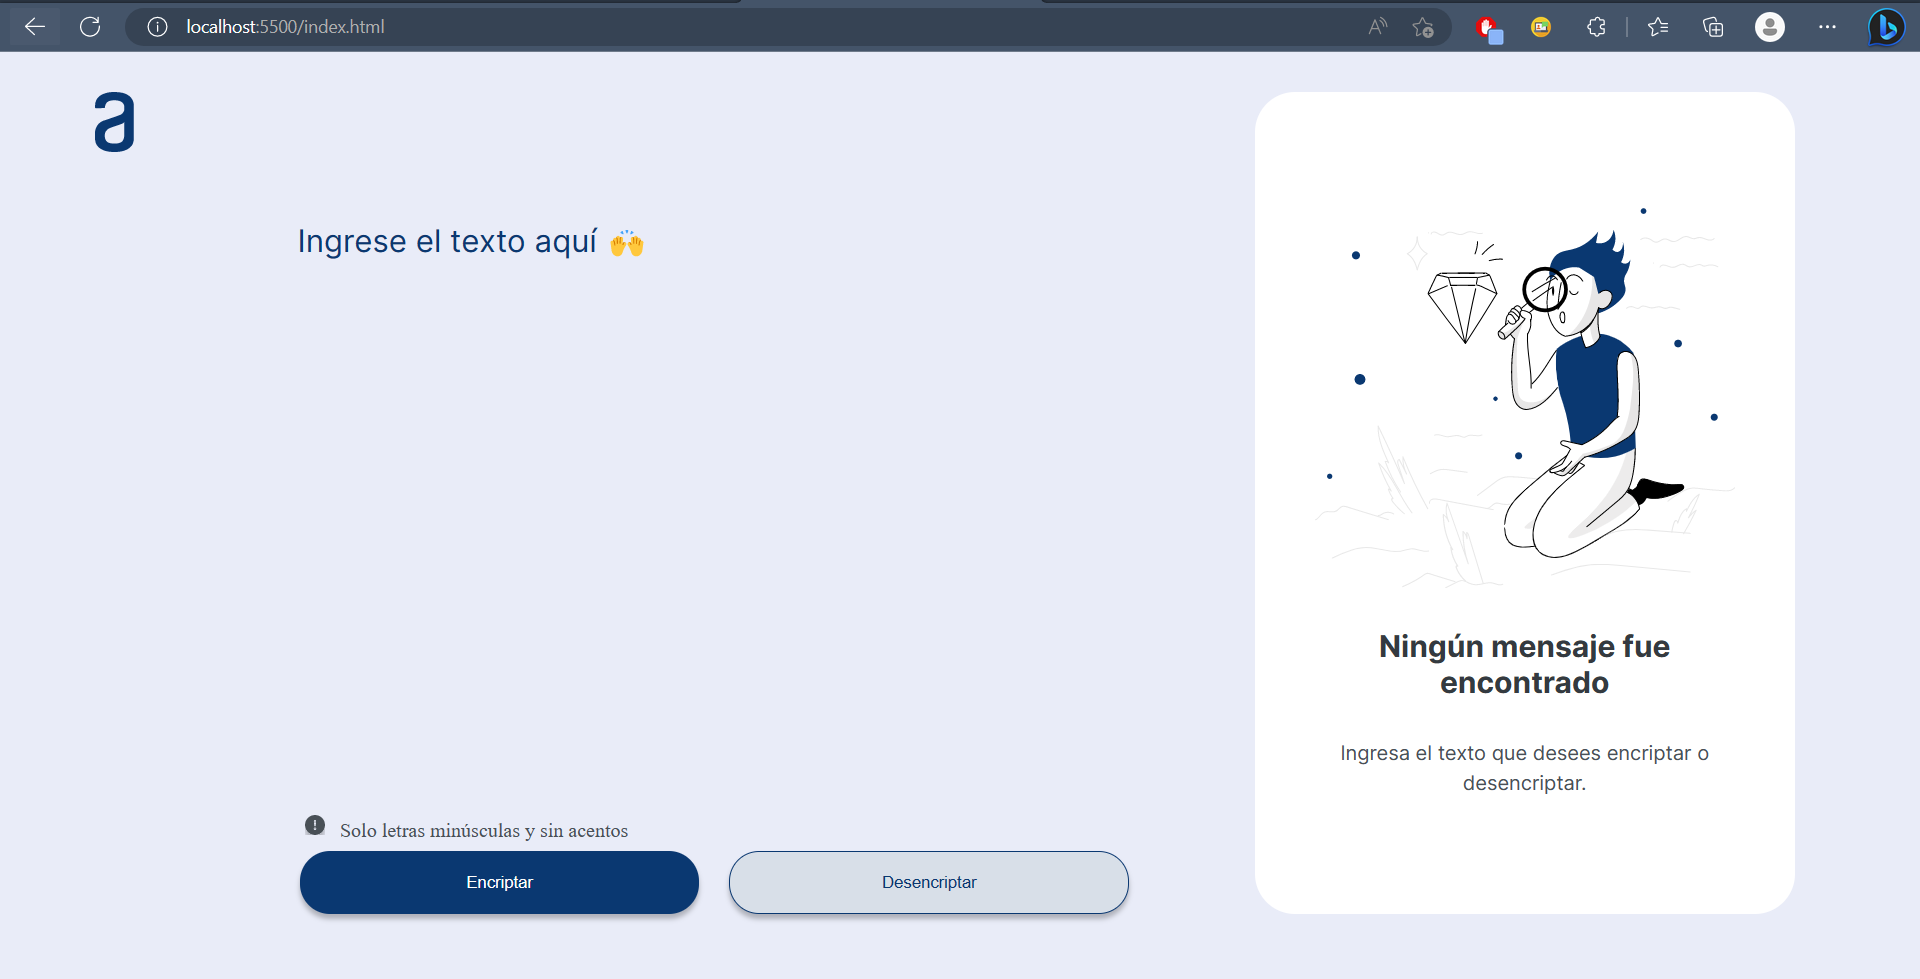 localhost:5500/index.html
a
Ingrese el texto aquí 🙌
Ningún mensaje fue
encontrado
Ingresa el texto que desees encriptar o
desencriptar.
Solo letras minúsculas y sin acentos
Encriptar
Desencriptar